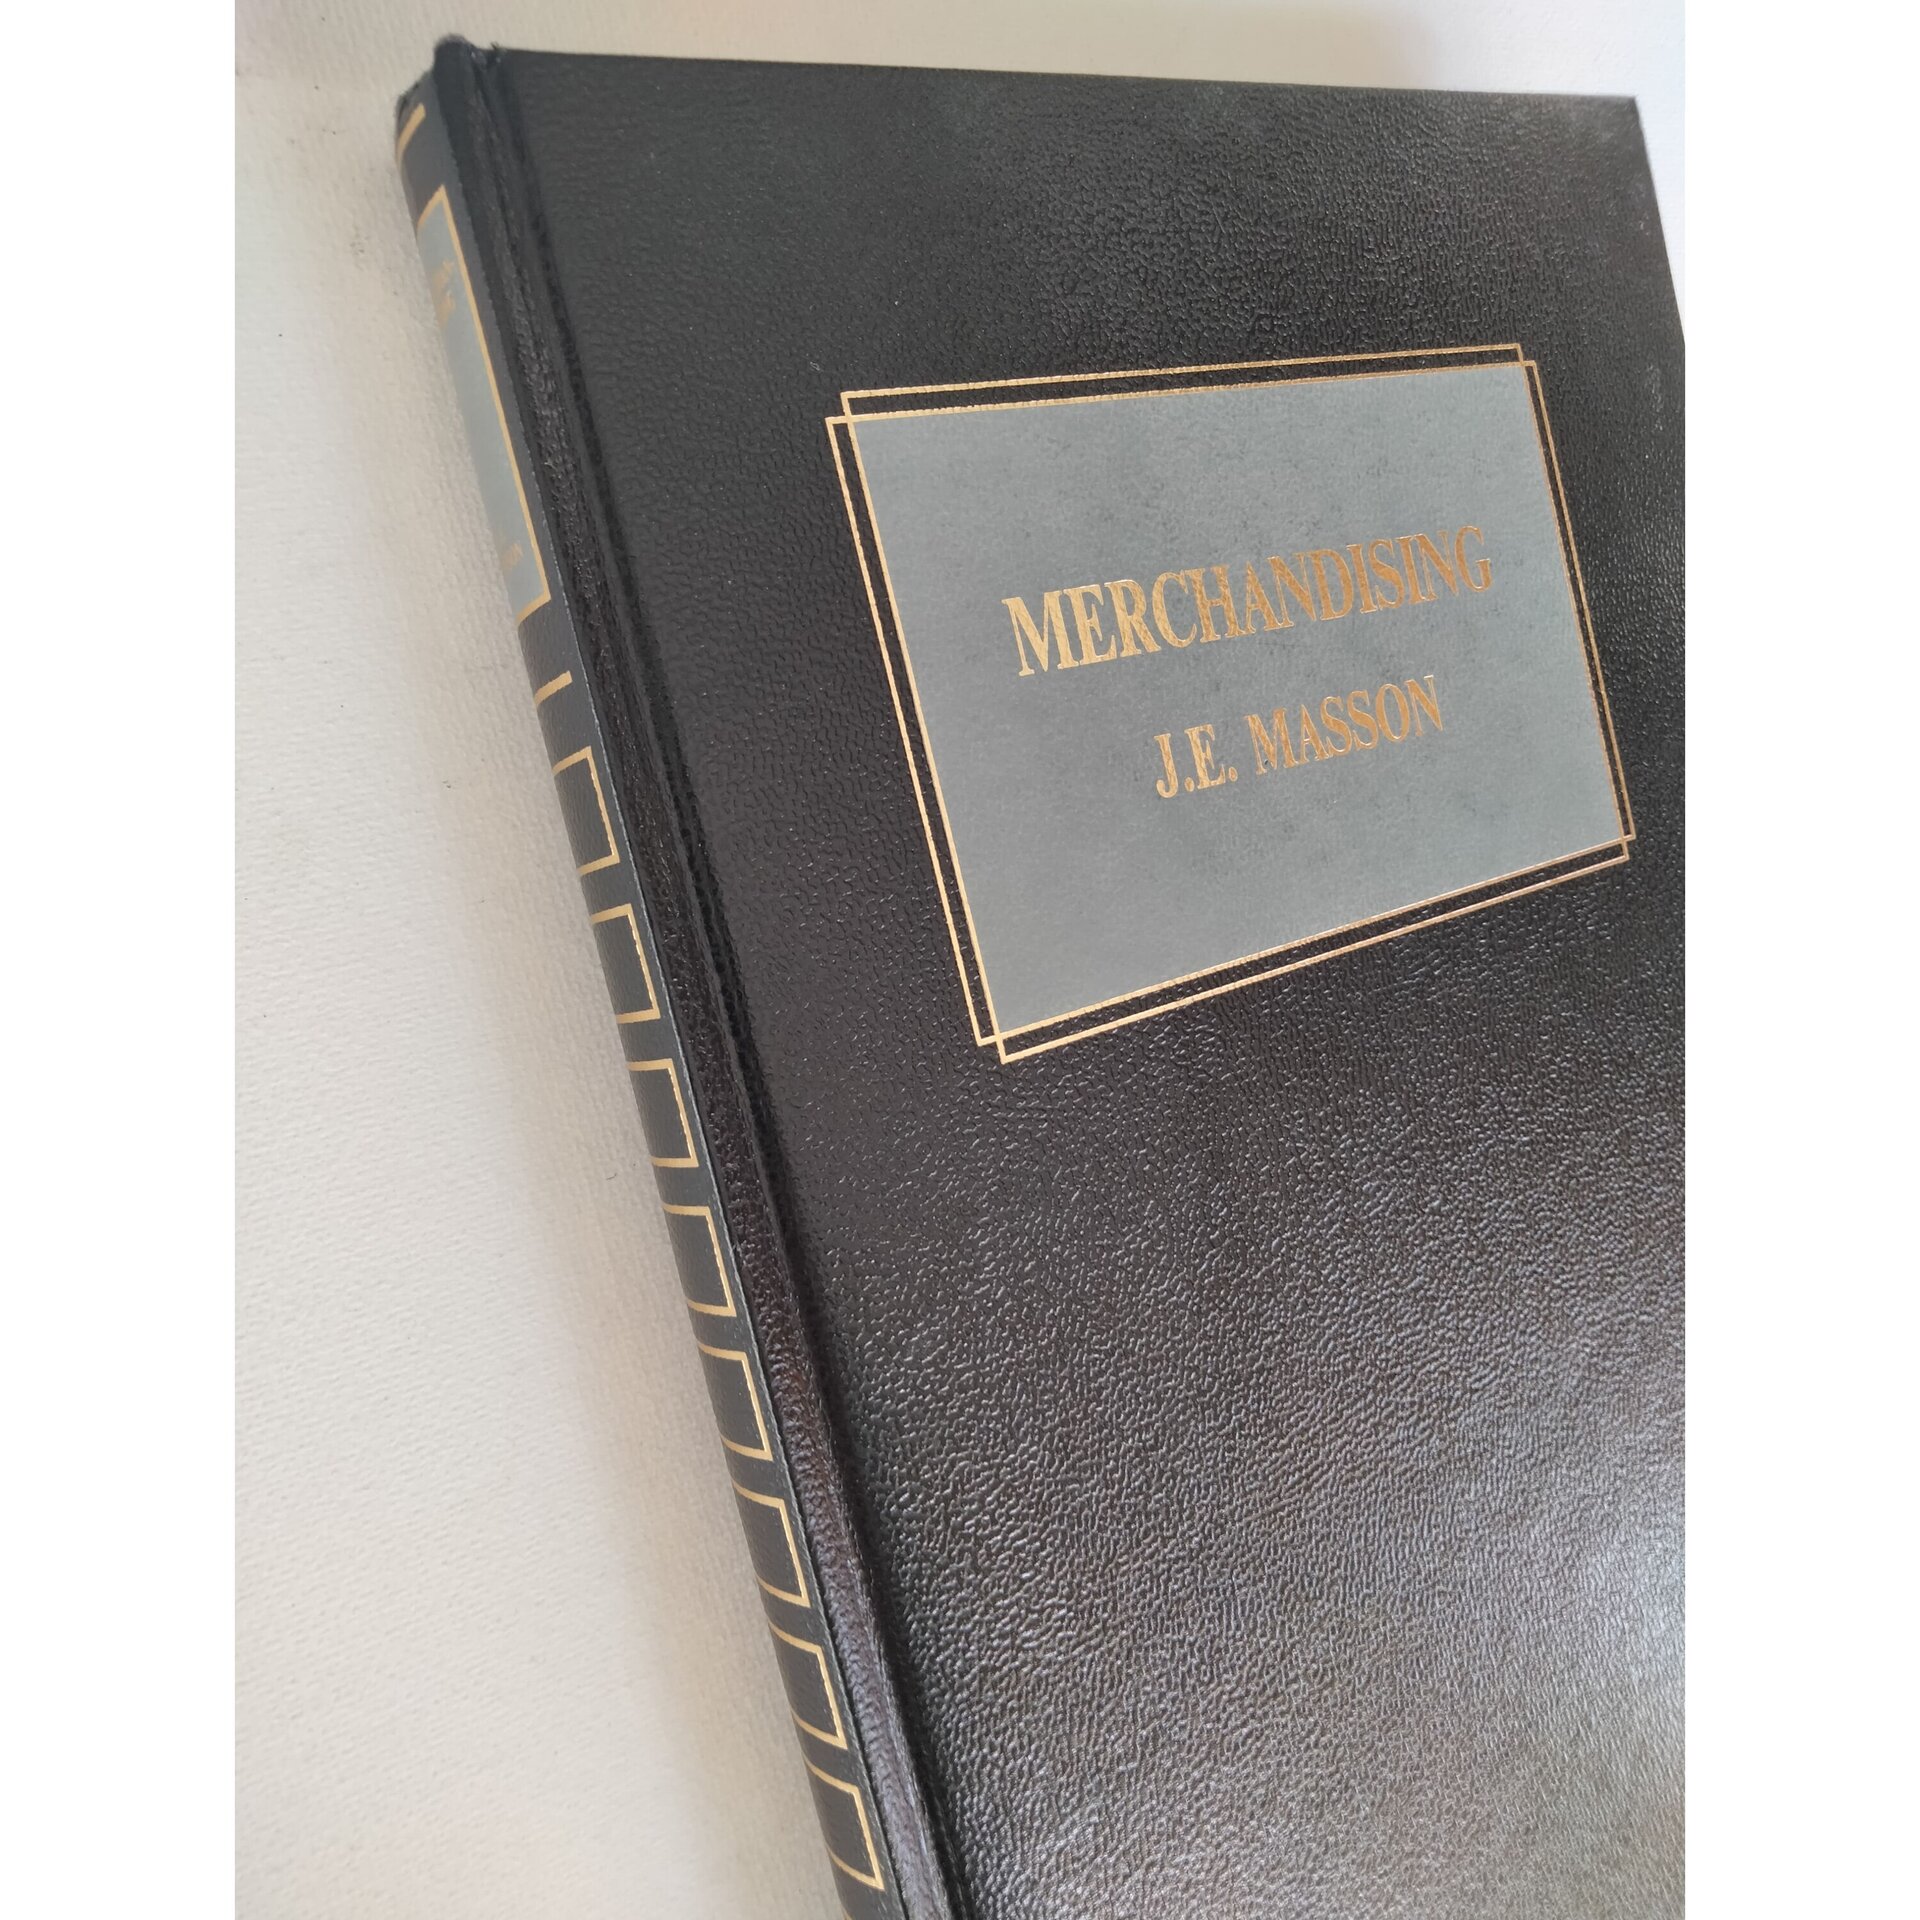 MERCHANDISING
J.E. MASSON